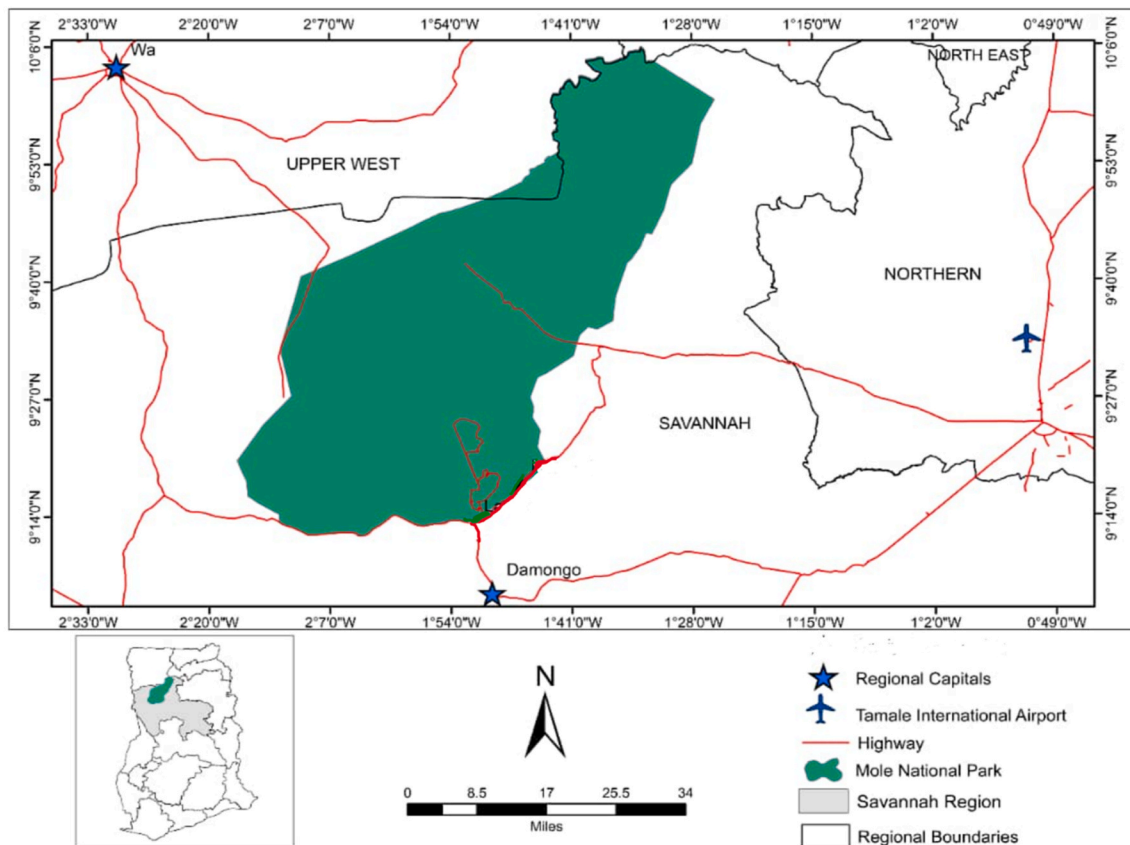 2°33'0"W 2°20'0"W 2°7'0"W 1°54'0"W 1°41'0"W 1°28'0"W 1°15'0"W 1°2'0"W 0°49'0"W
10°6'0"N 10°6'0"N
Wa
NORTH EAST
9°53'0"N 9°53'0"N
UPPER WEST
9°40'0"N 9°40'0"N
NORTHERN
9°27'0"N 9°27'0"N
SAVANNAH
9°14'0"N 9°14'0"N
La
Damongo
2°33'0"W 2°20'0"W 2°7'0"W 1°54'0"W 1°41'0"W 1°28'0"W 1°15'0"W 1°2'0"W 0°49'0"W
N
0 8.5 17 25.5 34
Miles
Regional Capitals
Tamale International Airport
Highway
Mole National Park
Savannah Region
Regional Boundaries